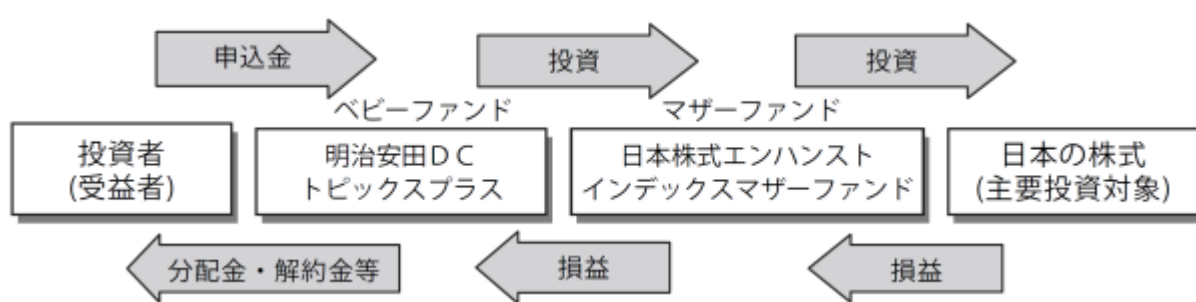 申込金
投資
投資
ベビーファンド
マザーファンド
投資者
(受益者)
明治安田ＤＣ
トピックスプラス
日本株式エンハンスト
インデックスマザーファンド
日本の株式
(主要投資対象)
分配金・解約金等
損益
損益